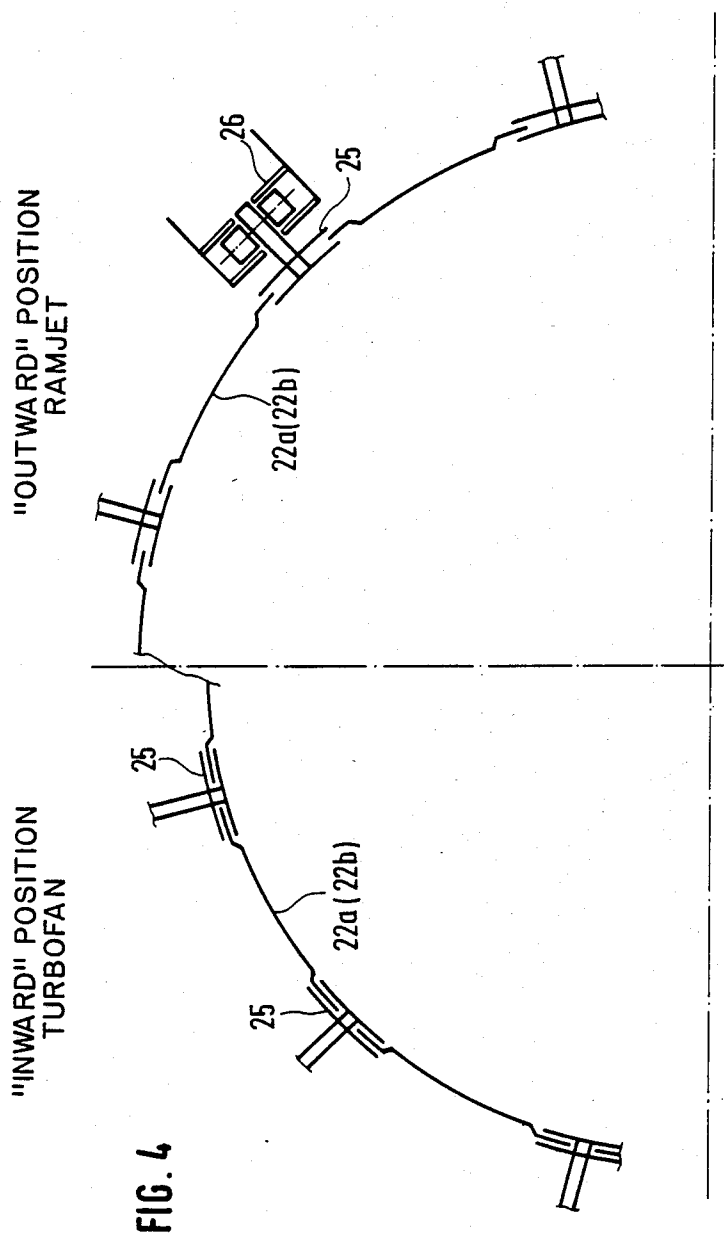 "INWARD" POSITION
TURBOFAN
"OUTWARD" POSITION
RAMJET
FIG. 4
25
22a(22b)
25
22a(22b)
25
26